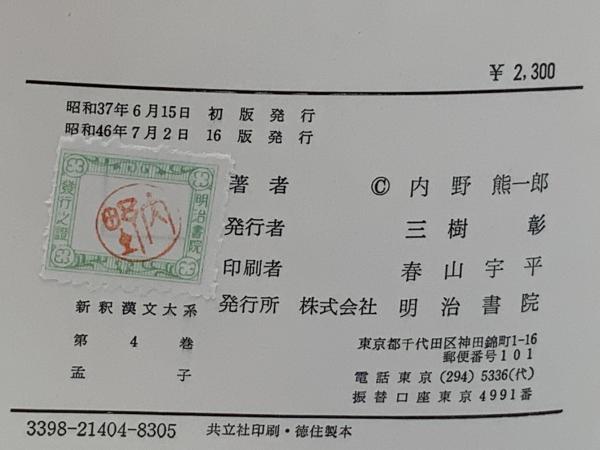 ¥ 2,300
昭和37年6月15日 初版発行
昭和46年7月2日 16版発行
著者 © 内野熊一郎
発行者 三樹彰
印刷者 春山宇平
発行所 株式会社 明治書院
新釈漢文大系
第4巻
孟子
東京都千代田区神田錦町1-16
郵便番号101
電話東京(294)5336(代)
振替口座東京4991番
3398-21404-8305 共立社印刷・徳住製本
明治書院
發行之證